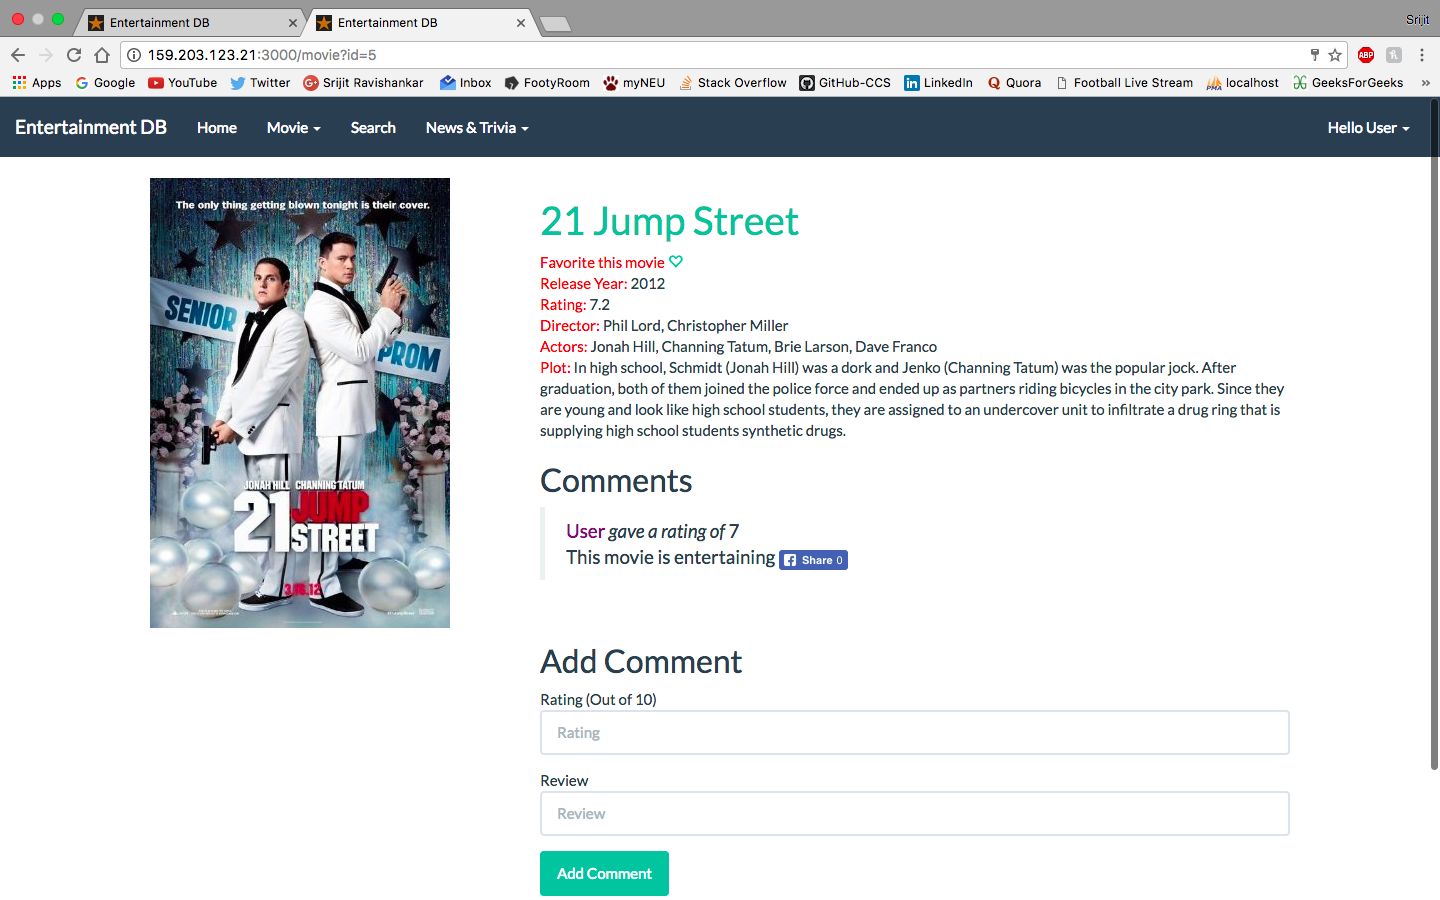 Entertainment DB
Entertainment DB
Srijit
159.203.123.21:3000/movie?id=5
ABP
Apps
Google
YouTube
Twitter
Srijit Ravishankar
Inbox
FootyRoom
myNEU
Stack Overflow
GitHub-CCS
LinkedIn
Quora
Football Live Stream
localhost
GeeksForGeeks
»
Entertainment DB
Home
Movie
Search
News & Trivia
Hello User
The only thing getting blown tonight is their cover.
SENIOR
PROM
JONAH HILL CHANNING TATUM
21 JUMP
STREET
3.16.12
21 Jump Street
Favorite this movie
Release Year: 2012
Rating: 7.2
Director: Phil Lord, Christopher Miller
Actors: Jonah Hill, Channing Tatum, Brie Larson, Dave Franco
Plot: In high school, Schmidt (Jonah Hill) was a dork and Jenko (Channing Tatum) was the popular jock. After
graduation, both of them joined the police force and ended up as partners riding bicycles in the city park. Since they
are young and look like high school students, they are assigned to an undercover unit to infiltrate a drug ring that is
supplying high school students synthetic drugs.
Comments
User gave a rating of 7
This movie is entertaining
Share 0
Add Comment
Rating (Out of 10)
Rating
Review
Review
Add Comment